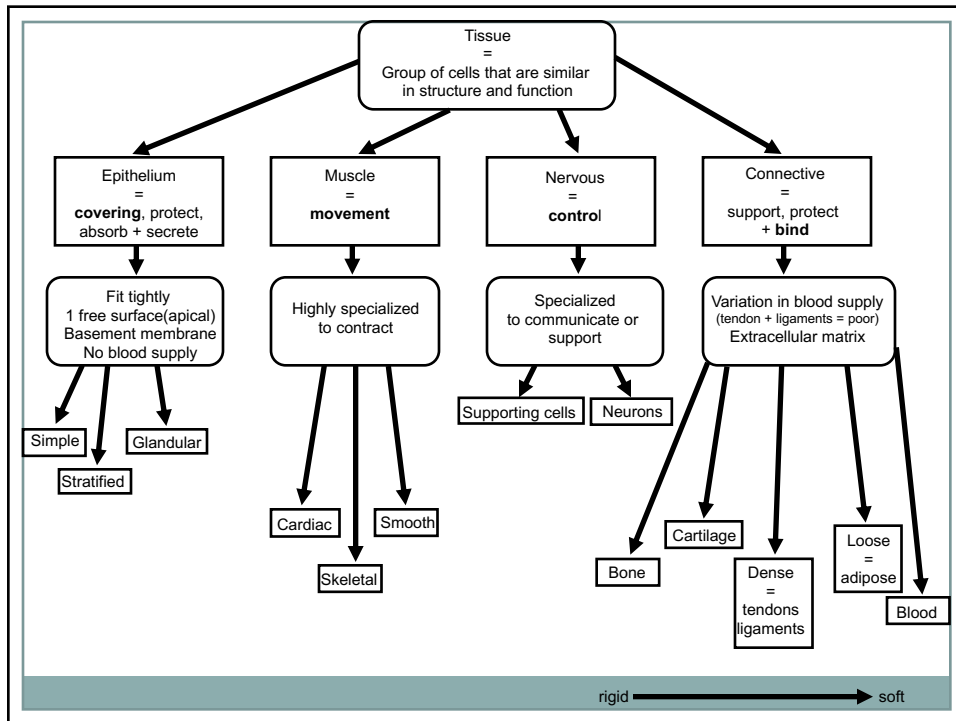 Tissue
=
Group of cells that are similar
in structure and function
Epithelium
=
covering, protect,
absorb + secrete
Muscle
=
movement
Nervous
=
control
Connective
=
support, protect
+ bind
Fit tightly
1 free surface(apical)
Basement membrane
No blood supply
Highly specialized
to contract
Specialized
to communicate or
support
Variation in blood supply
(tendon + ligaments = poor)
Extracellular matrix
Simple
Stratified
Glandular
Cardiac
Skeletal
Smooth
Supporting cells
Neurons
Bone
Cartilage
Dense
=
tendons
ligaments
Loose
=
adipose
Blood
rigid
soft